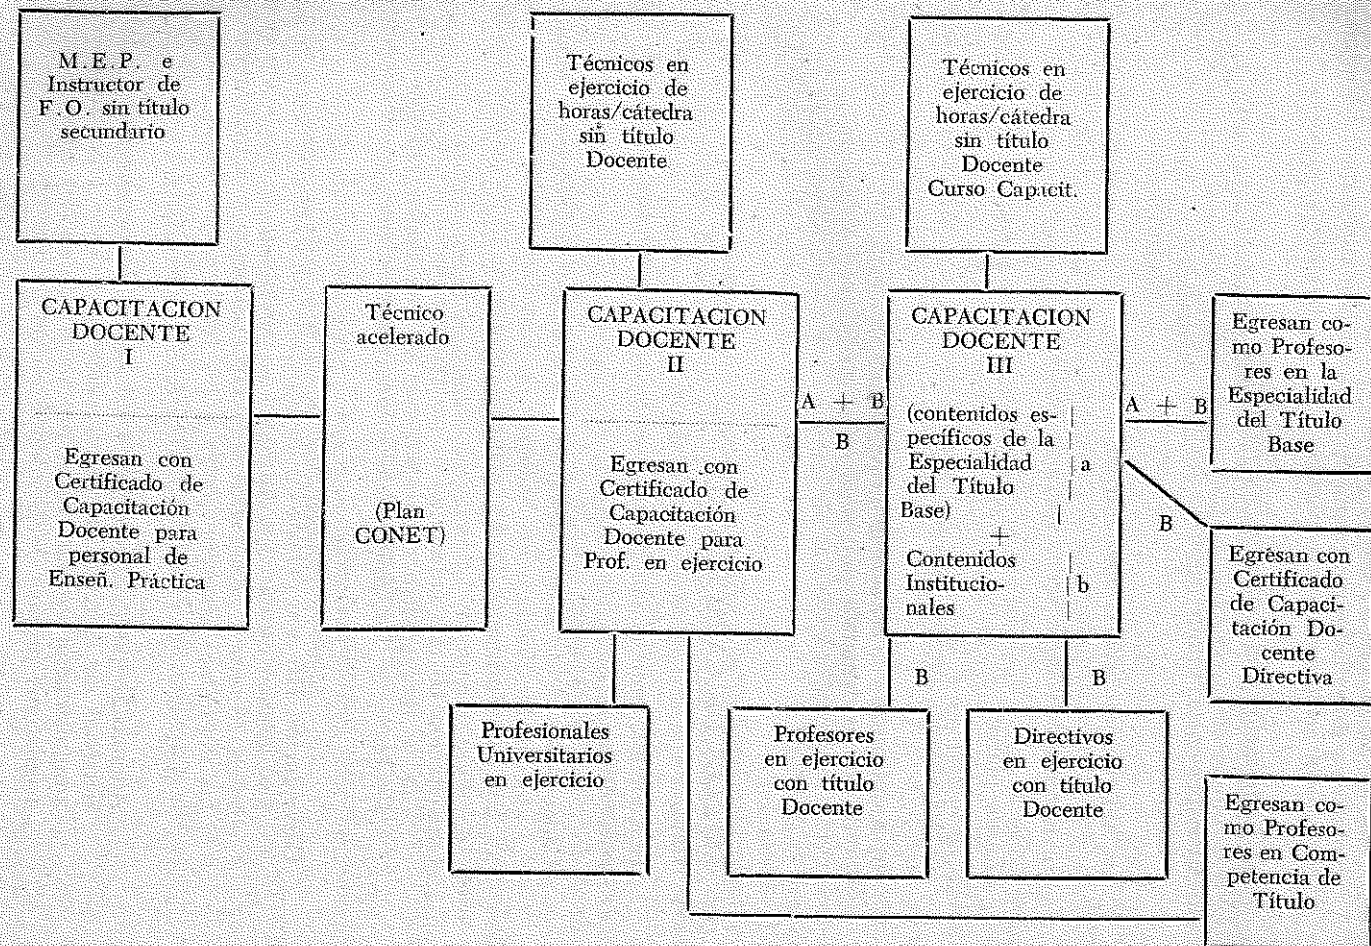 M.E.P. e
Instructor de
F.O. sin título
secundario
Técnicos en
ejercicio de
horas/cátedra
sin título
Docente
Técnicos en
ejercicio de
horas/cátedra
sin título
Docente
Curso Capacit.
CAPACITACION
DOCENTE
I
Egresan con
Certificado de
Capacitación
Docente para
personal de
Enseñ. Práctica
Técnico
acelerado
(Plan
CONET)
CAPACITACION
DOCENTE
II
Egresan con
Certificado de
Capacitación
Docente para
Prof. en ejercicio
A + B
B
CAPACITACION
DOCENTE
III
(contenidos es-
pecíficos de la
Especialidad a
del Título
Base)
+
Contenidos
Institucio- b
nales
A + B
B
Egresan co-
mo Profeso-
res en la
Especialidad
del Título
Base
Egresan con
Certificado
de Capaci-
tación Do-
cente
Directiva
B
B
Profesionales
Universitarios
en ejercicio
Profesores
en ejercicio
con título
Docente
Directivos
en ejercicio
con título
Docente
Egresan co-
mo Profeso-
res en Com-
petencia de
Título